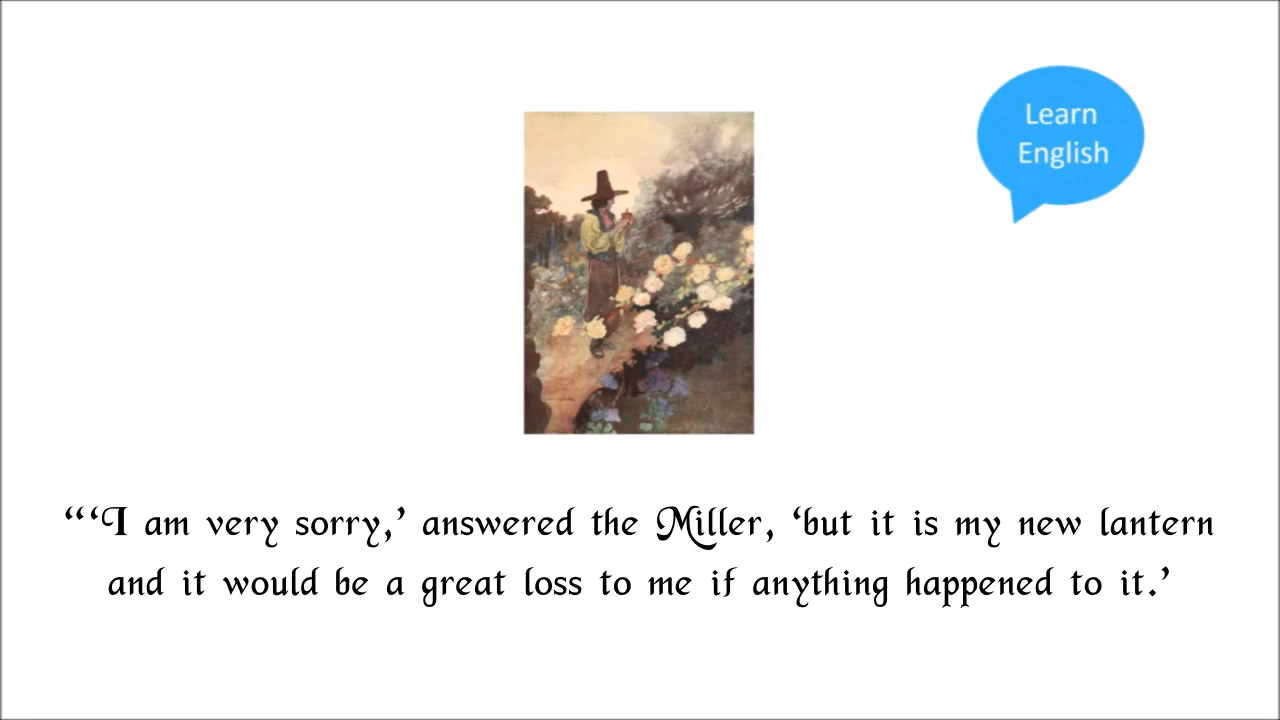 Learn
English
“‘I am very sorry,’ answered the Miller, ‘but it is my new lantern
and it would be a great loss to me if anything happened to it.’